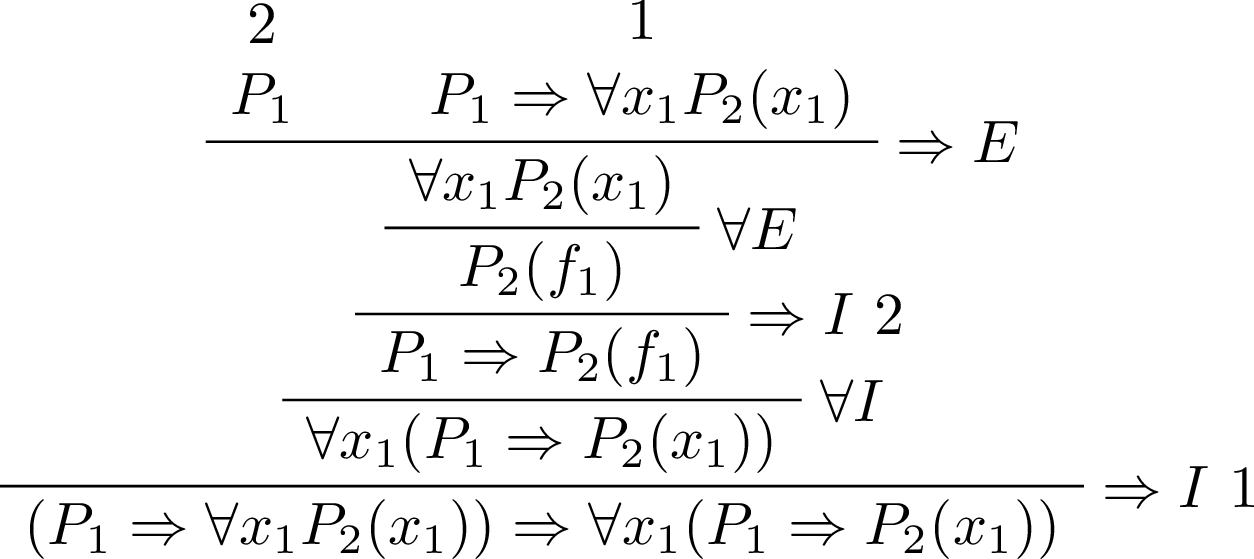 2 1
P₁ P₁ ⇒ ∀x₁P₂(x₁)
⇒ E
∀x₁P₂(x₁)
∀E
P₂(f₁)
⇒ I 2
P₁ ⇒ P₂(f₁)
∀I
∀x₁(P₁ ⇒ P₂(x₁))
⇒ I 1
(P₁ ⇒ ∀x₁P₂(x₁)) ⇒ ∀x₁(P₁ ⇒ P₂(x₁))